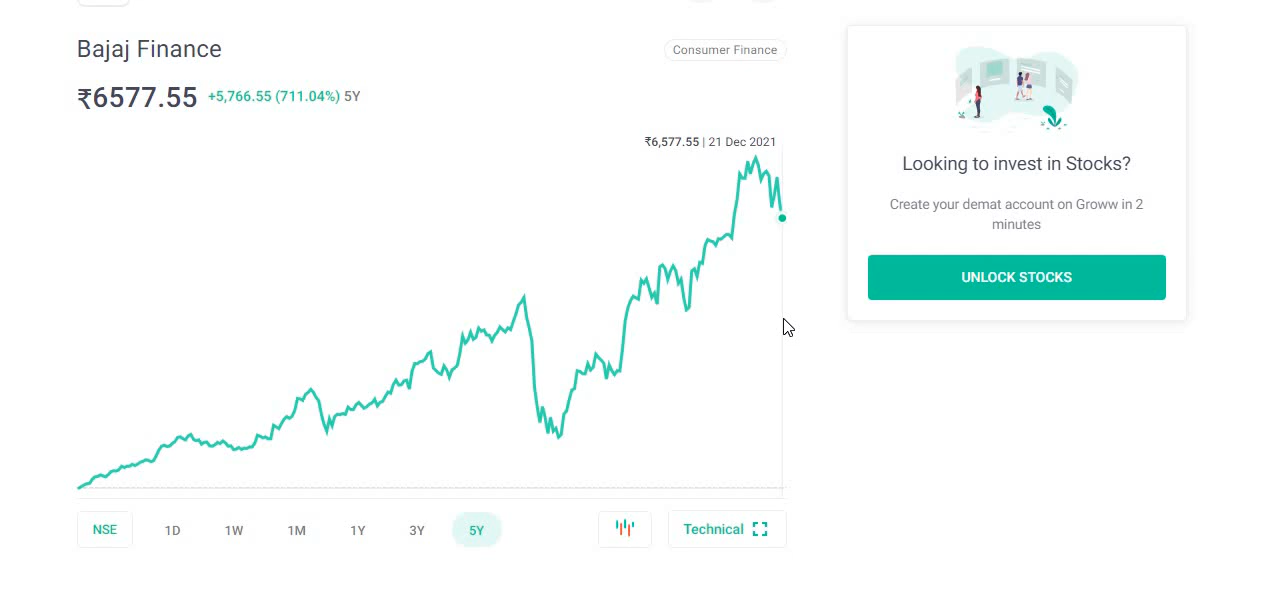 Bajaj Finance
Consumer Finance
₹6577.55 +5,766.55 (711.04%) 5Y
₹6,577.55 | 21 Dec 2021
NSE 1D 1W 1M 1Y 3Y 5Y Technical
Looking to invest in Stocks?
Create your demat account on Groww in 2
minutes
UNLOCK STOCKS